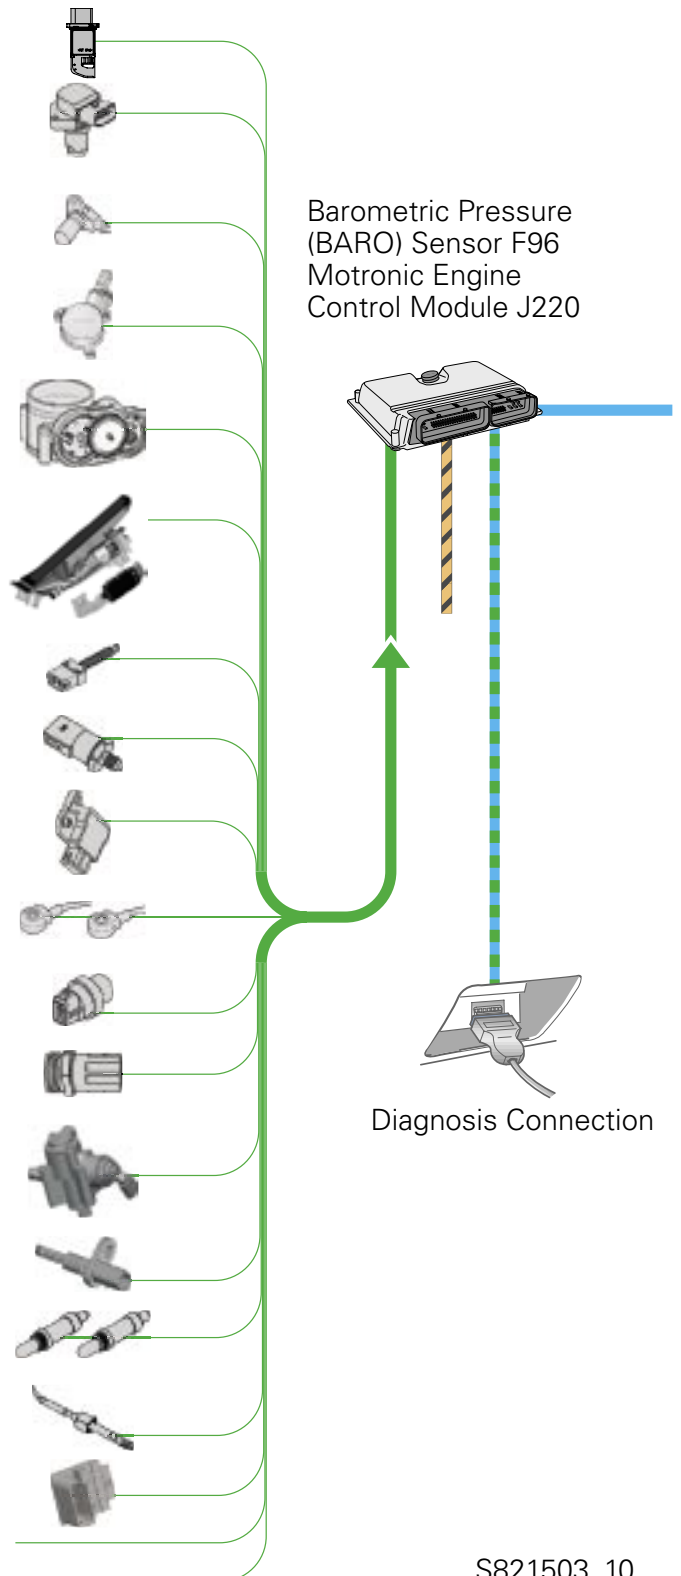 Barometric Pressure
(BARO) Sensor F96
Motronic Engine
Control Module J220
Diagnosis Connection
S821503_10